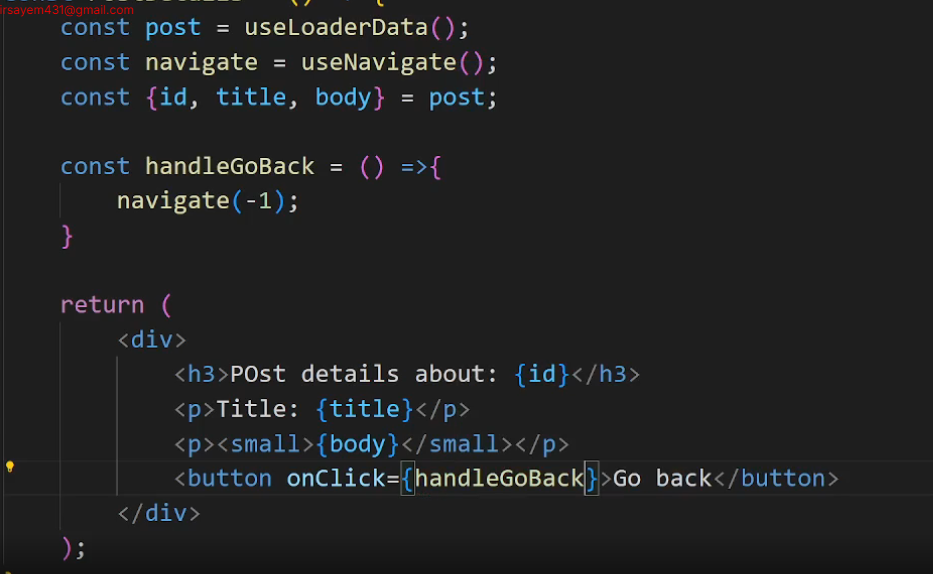 irsayem431@gmail.com
const post = useLoaderData();
const navigate = useNavigate();
const {id, title, body} = post;
const handleGoBack = () =>{
navigate(-1);
}
return (
<div>
<h3>POst details about: {id}</h3>
<p>Title: {title}</p>
<p><small>{body}</small></p>
<button onClick={handleGoBack}>Go back</button>
</div>
);